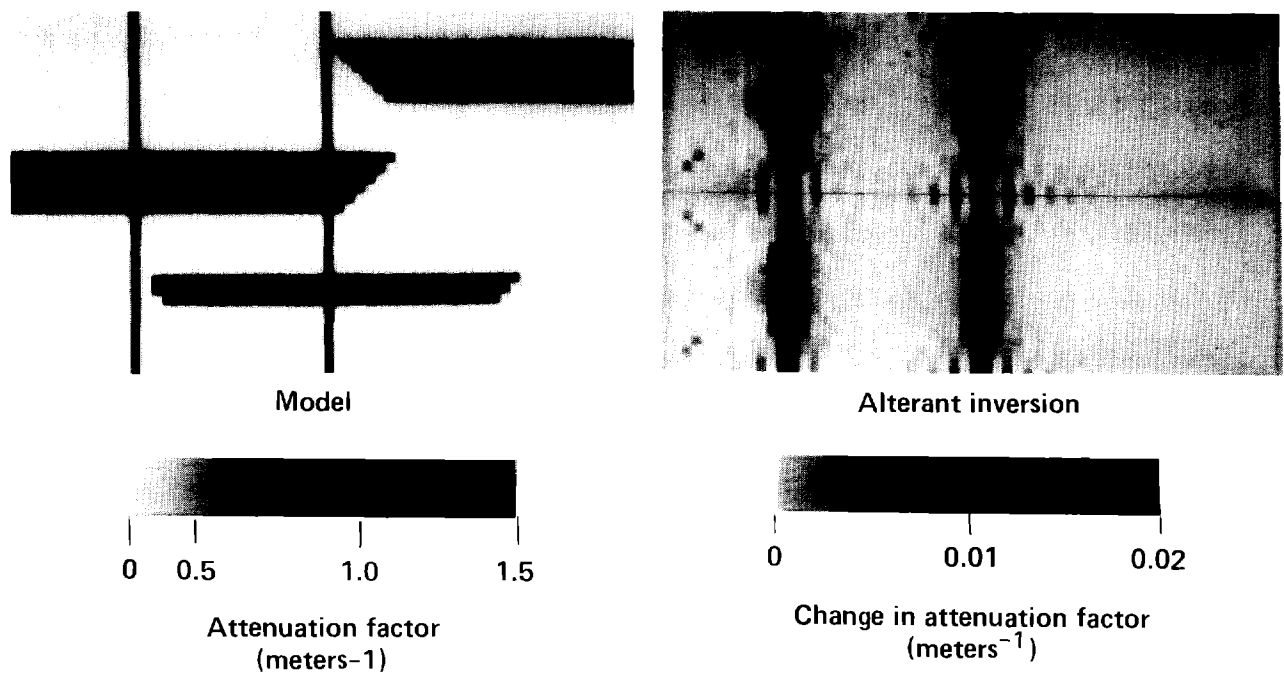 Model
Alterant inversion
0 0.5 1.0 1.5
0 0.01 0.02
Attenuation factor
(meters-1)
Change in attenuation factor
(meters⁻¹)